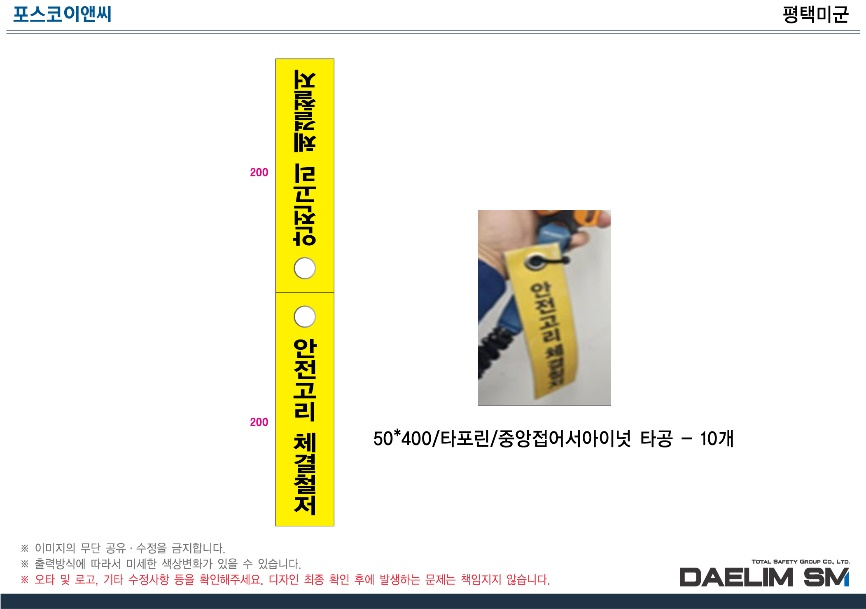 포스코이앤씨
평택미군
안전고리 체결철저
200
안전고리 체결철저
200
안전고리 체결철저
50*400/타포린/중앙접어서아이넛 타공 - 10개
※ 이미지의 무단 공유·수정을 금지합니다.
※ 출력방식에 따라서 미세한 색상변화가 있을 수 있습니다.
※ 오타 및 로고, 기타 수정사항 등을 확인해주세요. 디자인 최종 확인 후에 발생하는 문제는 책임지지 않습니다.
TOTAL SAFETY GROUP CO., LTD.
DAELIM SM